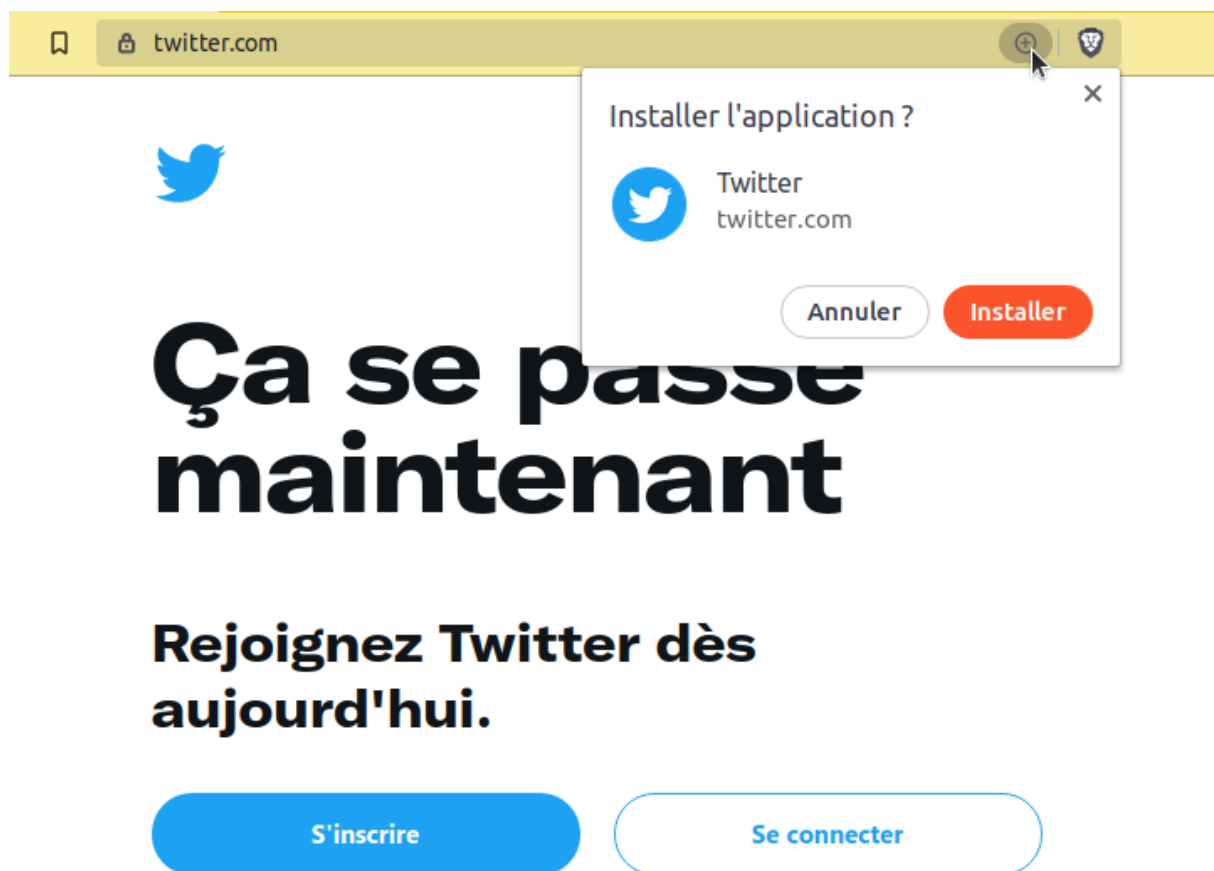 twitter.com
Installer l'application ?
Twitter
twitter.com
Annuler
Installer
Ça se passe
maintenant
Rejoignez Twitter dès
aujourd'hui.
S'inscrire
Se connecter